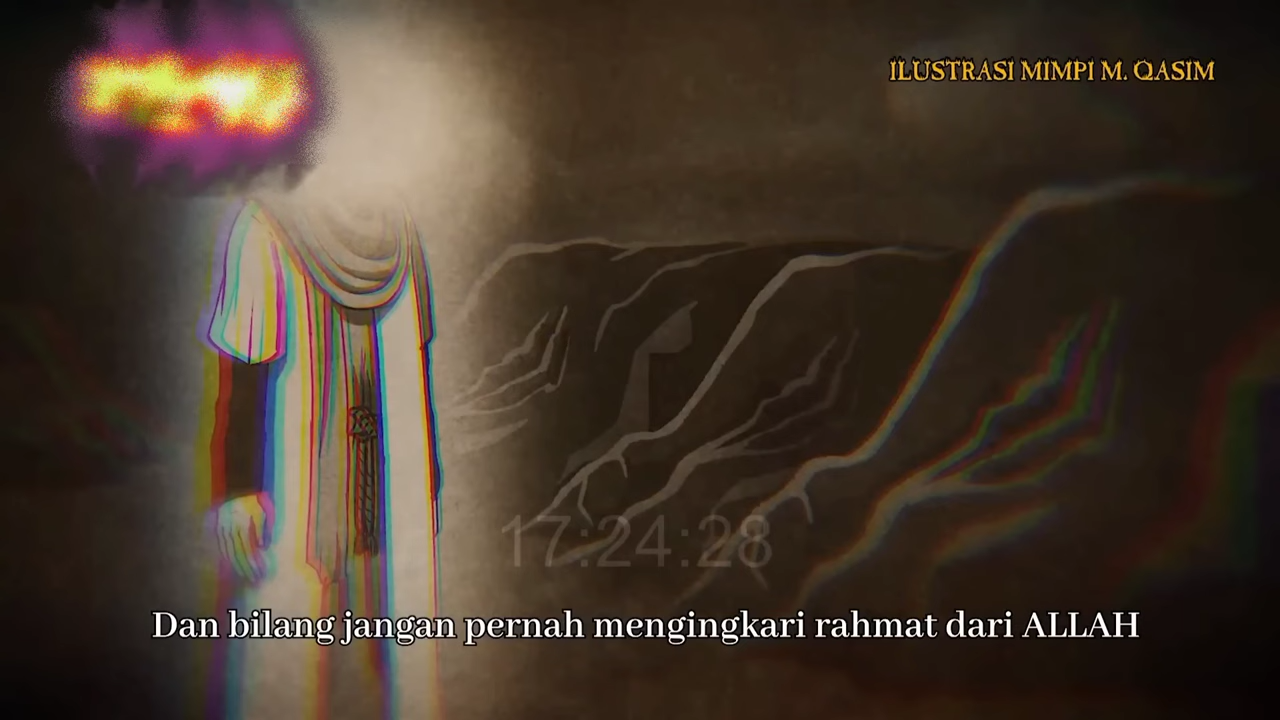 ILUSTRASI MIMPI M. QASIM
17:24:28
Dan bilang jangan pernah mengingkari rahmat dari ALLAH